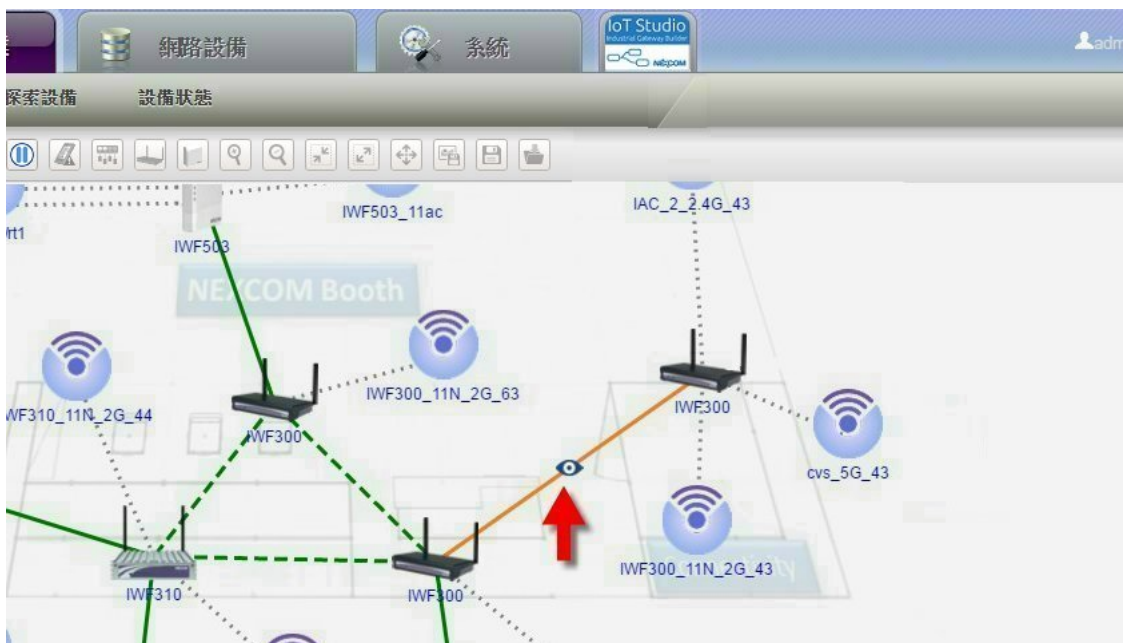 網路設備
系統
IoT Studio
Industrial Gateway Builder
NEXCOM
探索設備
設備狀態
IWF503_11ac
IAC_2_2.4G_43
IWF503
NEXCOM Booth
IWF300_11N_2G_63
WF310_11N_2G_44
IWF300
IWF300
cvs_5G_43
IWF300_11N_2G_43
IWF310
IWF300